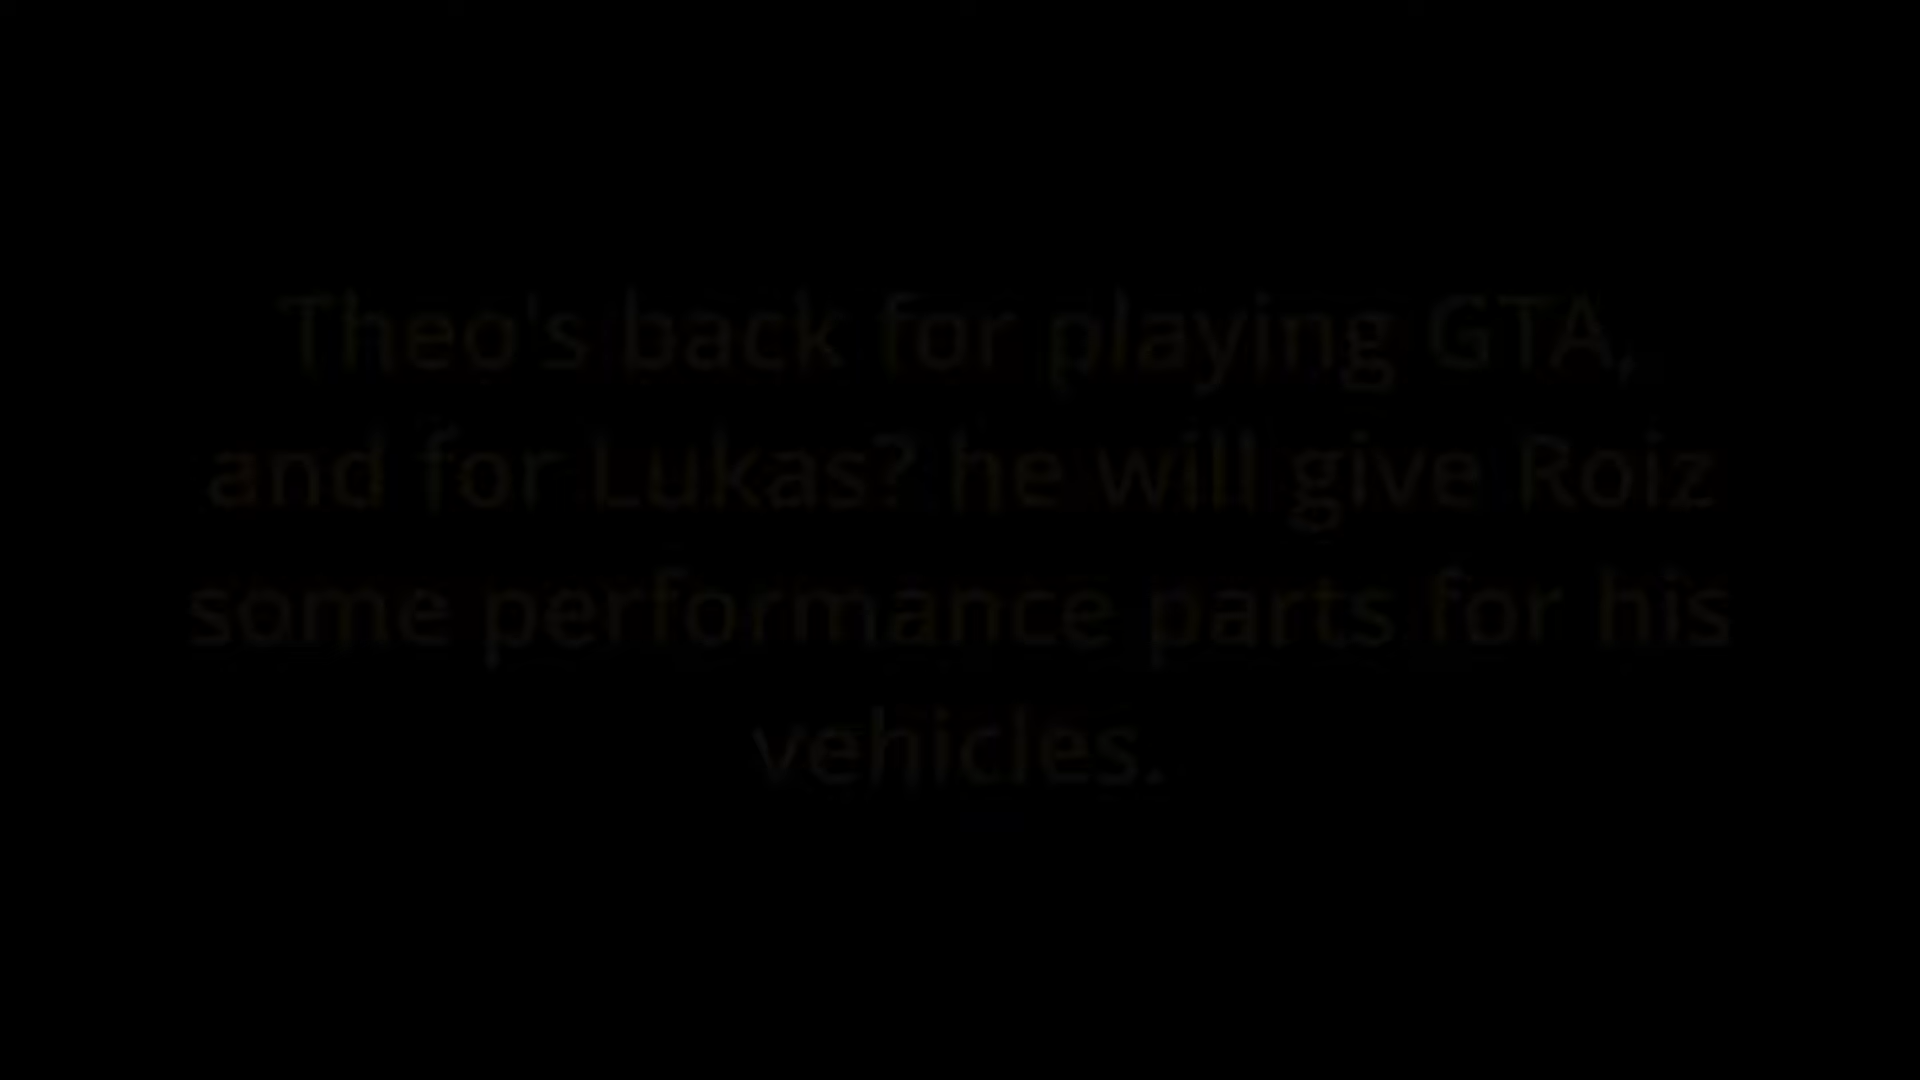 Theo's back for playing GTA,
and for Lukas? he will give Roiz
some performance parts for his
vehicles.